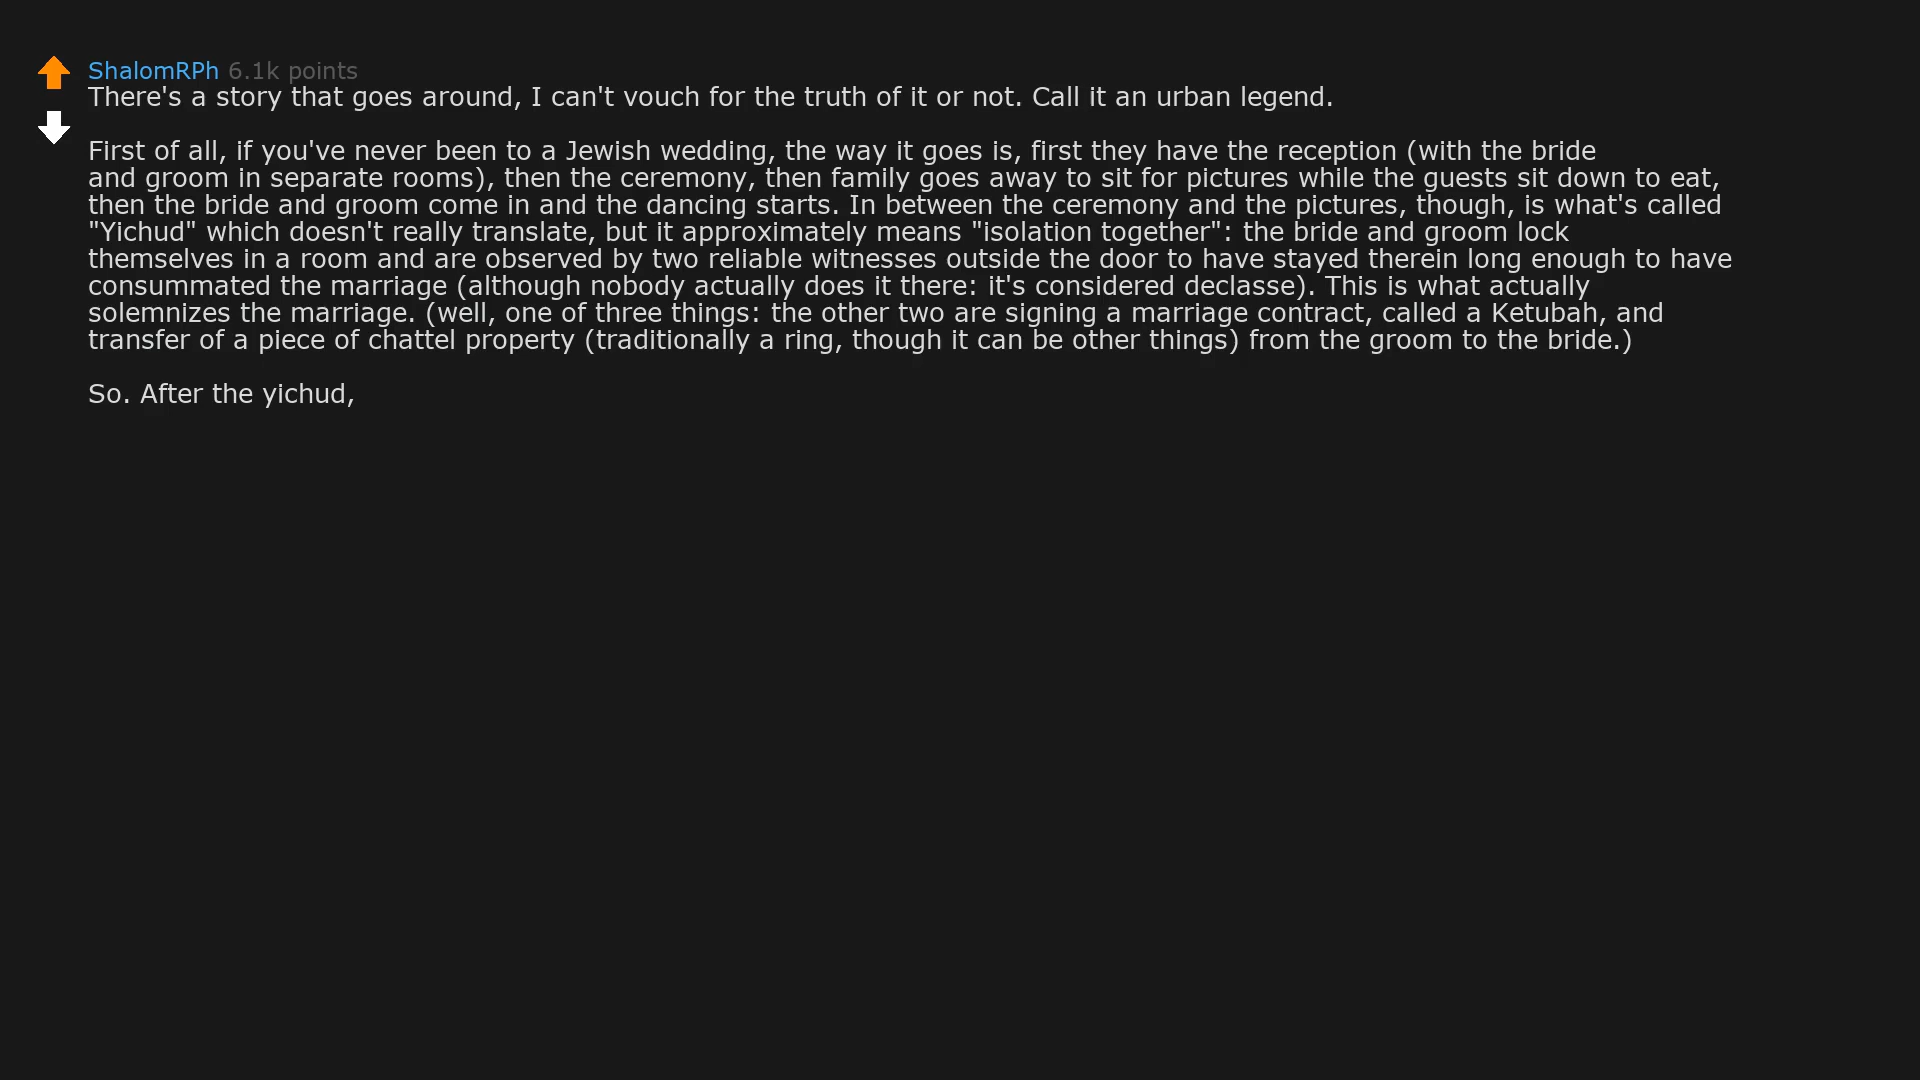 ShalomRPh 6.1k points
There's a story that goes around, I can't vouch for the truth of it or not. Call it an urban legend.
First of all, if you've never been to a Jewish wedding, the way it goes is, first they have the reception (with the bride
and groom in separate rooms), then the ceremony, then family goes away to sit for pictures while the guests sit down to eat,
then the bride and groom come in and the dancing starts. In between the ceremony and the pictures, though, is what's called
"Yichud" which doesn't really translate, but it approximately means "isolation together": the bride and groom lock
themselves in a room and are observed by two reliable witnesses outside the door to have stayed therein long enough to have
consummated the marriage (although nobody actually does it there: it's considered declasse). This is what actually
solemnizes the marriage. (well, one of three things: the other two are signing a marriage contract, called a Ketubah, and
transfer of a piece of chattel property (traditionally a ring, though it can be other things) from the groom to the bride.)
So. After the yichud,